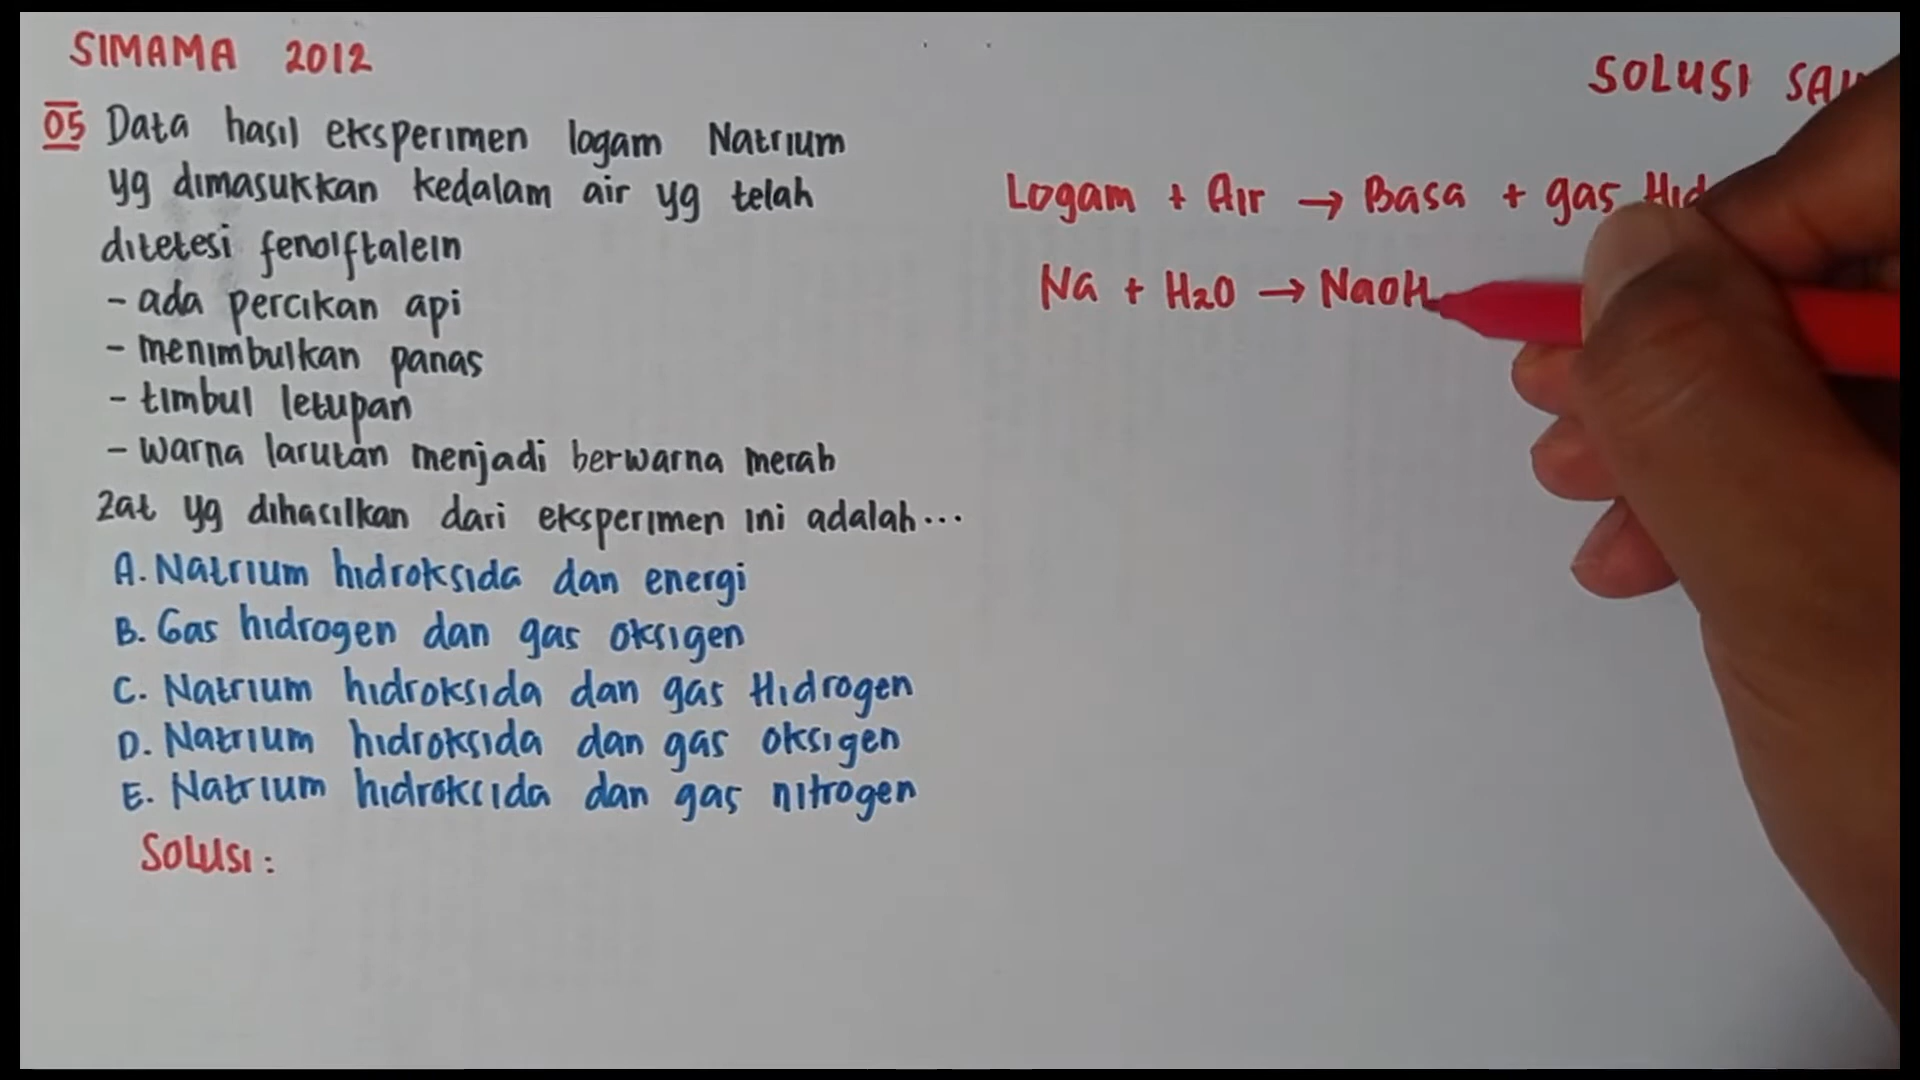 SIMAMA 2012
SOLUSI
05 Data hasil eksperimen logam Natrium
yg dimasukkan kedalam air yg telah
ditetesi fenolftalein
- ada percikan api
- menimbulkan panas
- timbul letupan
- warna larutan menjadi berwarna merah
Zat yg dihasilkan dari eksperimen ini adalah...
A. Natrium hidroksida dan energi
B. Gas hidrogen dan gas oksigen
C. Natrium hidroksida dan gas Hidrogen
D. Natrium hidroksida dan gas oksigen
E. Natrium hidroksida dan gas nitrogen
Solusi:
Logam + Air → Basa + gas
Na + H2O → NaOH